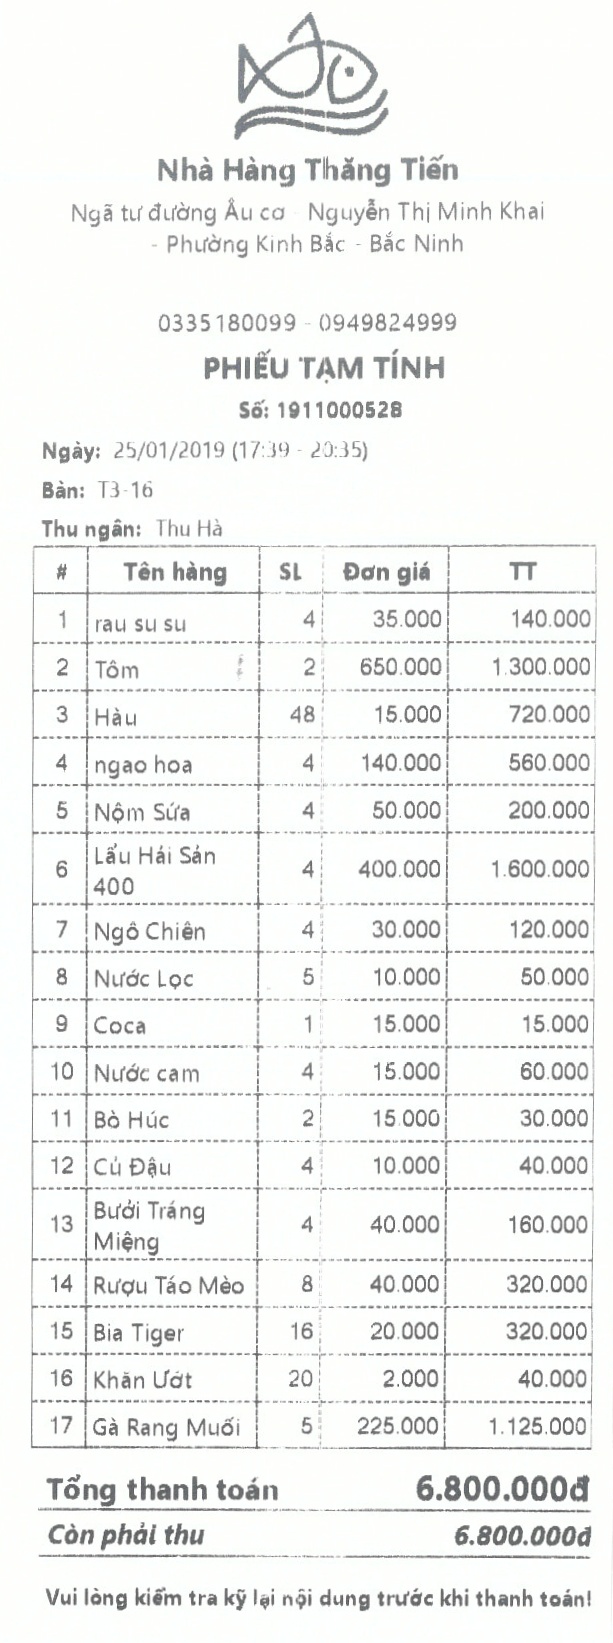 Nhà Hàng Thăng Tiến
Ngã tư đường Âu cơ - Nguyễn Thị Minh Khai
- Phường Kinh Bắc - Bắc Ninh
0335180099 - 0949824999
PHIẾU TẠM TÍNH
Số: 1911000528
Ngày: 25/01/2019 (17:39 - 20:35)
Bàn: T3-16
Thu ngân: Thu Hà
# Tên hàng SL Đơn giá TT
1 rau su su 4 35.000 140.000
2 Tôm 2 650.000 1.300.000
3 Hàu 48 15.000 720.000
4 ngao hoa 4 140.000 560.000
5 Nộm Sứa 4 50.000 200.000
6 Lẩu Hải Sản 4 400.000 1.600.000
400
7 Ngô Chiên 4 30.000 120.000
8 Nước Lọc 5 10.000 50.000
9 Coca 1 15.000 15.000
10 Nước cam 4 15.000 60.000
11 Bò Húc 2 15.000 30.000
12 Củ Đậu 4 10.000 40.000
13 Bưởi Tráng 4 40.000 160.000
Miệng
14 Rượu Táo Mèo 8 40.000 320.000
15 Bia Tiger 16 20.000 320.000
16 Khăn Ướt 20 2.000 40.000
17 Gà Rang Muối 5 225.000 1.125.000
Tổng thanh toán 6.800.000đ
Còn phải thu 6.800.000đ
Vui lòng kiểm tra kỹ lại nội dung trước khi thanh toán!